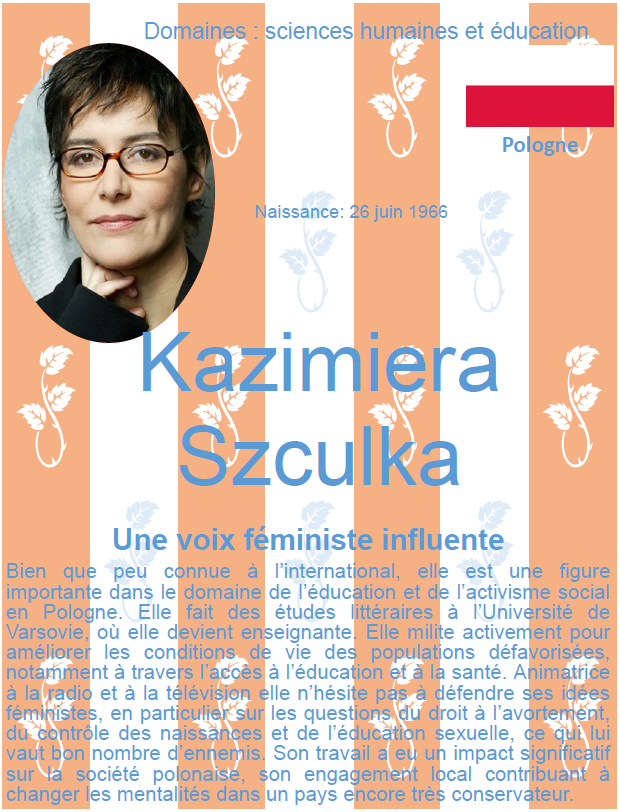 Domaines : sciences humaines et éducation
Pologne
Naissance: 26 juin 1966
Kazimiera
Szculka
Une voix féministe influente
Bien que peu connue à l'international, elle est une figure
importante dans le domaine de l'éducation et de l'activisme social
en Pologne. Elle fait des études littéraires à l'Université de
Varsovie, où elle devient enseignante. Elle milite activement pour
améliorer les conditions de vie des populations défavorisées,
notamment à travers l'accès à l'éducation et à la santé. Animatrice
à la radio et à la télévision elle n'hésite pas à défendre ses idées
féministes, en particulier sur les questions du droit à l'avortement,
du contrôle des naissances et de l'éducation sexuelle, ce qui lui
vaut bon nombre d'ennemis. Son travail a eu un impact significatif
sur la société polonaise, son engagement local contribuant à
changer les mentalités dans un pays encore très conservateur.